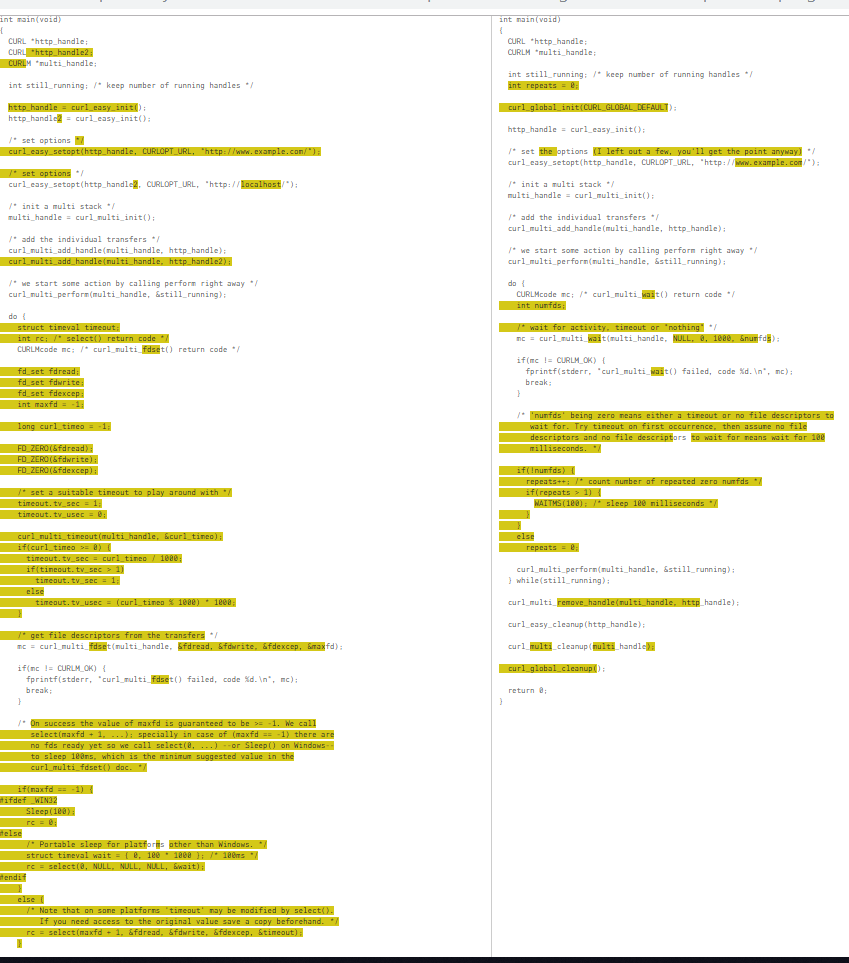 int main(void)
{
  CURL *http_handle;
  CURL *http_handle2;
  CURLM *multi_handle;

  int still_running; /* keep number of running handles */

  http_handle = curl_easy_init();
  http_handle2 = curl_easy_init();

  /* set options */
  curl_easy_setopt(http_handle, CURLOPT_URL, "http://www.example.com/");

  /* set options */
  curl_easy_setopt(http_handle2, CURLOPT_URL, "http://localhost/");

  /* init a multi stack */
  multi_handle = curl_multi_init();

  /* add the individual transfers */
  curl_multi_add_handle(multi_handle, http_handle);
  curl_multi_add_handle(multi_handle, http_handle2);

  /* we start some action by calling perform right away */
  curl_multi_perform(multi_handle, &still_running);

  do {
    struct timeval timeout;
    int rc; /* select() return code */
    CURLMcode mc; /* curl_multi_fdset() return code */

    fd_set fdread;
    fd_set fdwrite;
    fd_set fdexcep;
    int maxfd = -1;

    long curl_timeo = -1;

    FD_ZERO(&fdread);
    FD_ZERO(&fdwrite);
    FD_ZERO(&fdexcep);

    /* set a suitable timeout to play around with */
    timeout.tv_sec = 1;
    timeout.tv_usec = 0;

    curl_multi_timeout(multi_handle, &curl_timeo);
    if(curl_timeo >= 0) {
      timeout.tv_sec = curl_timeo / 1000;
      if(timeout.tv_sec > 1)
        timeout.tv_sec = 1;
      else
        timeout.tv_usec = (curl_timeo % 1000) * 1000;
    }

    /* get file descriptors from the transfers */
    mc = curl_multi_fdset(multi_handle, &fdread, &fdwrite, &fdexcep, &maxfd);

    if(mc != CURLM_OK) {
      fprintf(stderr, "curl_multi_fdset() failed, code %d.\n", mc);
      break;
    }

    /* On success the value of maxfd is guaranteed to be >= -1. We call
       select(maxfd + 1, ...); specially in case of (maxfd == -1) there are
       no fds ready yet so we call select(0, ...) --or Sleep() on Windows--
       to sleep 100ms, which is the minimum suggested value in the
       curl_multi_fdset() doc. */

    if(maxfd == -1) {
#ifdef _WIN32
      Sleep(100);
      rc = 0;
#else
      /* Portable sleep for platforms other than Windows. */
      struct timeval wait = { 0, 100 * 1000 }; /* 100ms */
      rc = select(0, NULL, NULL, NULL, &wait);
#endif
    }
    else {
      /* Note that on some platforms 'timeout' may be modified by select().
         If you need access to the original value save a copy beforehand. */
      rc = select(maxfd + 1, &fdread, &fdwrite, &fdexcep, &timeout);
    }
int main(void)
{
  CURL *http_handle;
  CURLM *multi_handle;

  int still_running; /* keep number of running handles */
  int repeats = 0;

  curl_global_init(CURL_GLOBAL_DEFAULT);

  http_handle = curl_easy_init();

  /* set the options (I left out a few, you'll get the point anyway) */
  curl_easy_setopt(http_handle, CURLOPT_URL, "http://www.example.com/");

  /* init a multi stack */
  multi_handle = curl_multi_init();

  /* add the individual transfers */
  curl_multi_add_handle(multi_handle, http_handle);

  /* we start some action by calling perform right away */
  curl_multi_perform(multi_handle, &still_running);

  do {
    CURLMcode mc; /* curl_multi_wait() return code */
    int numfds;

    /* wait for activity, timeout or "nothing" */
    mc = curl_multi_wait(multi_handle, NULL, 0, 1000, &numfds);

    if(mc != CURLM_OK) {
      fprintf(stderr, "curl_multi_wait() failed, code %d.\n", mc);
      break;
    }

    /* 'numfds' being zero means either a timeout or no file descriptors to
       wait for. Try timeout on first occurrence, then assume no file
       descriptors and no file descriptors to wait for means wait for 100
       milliseconds. */

    if(!numfds) {
      repeats++; /* count number of repeated zero numfds */
      if(repeats > 1) {
        WAITMS(100); /* sleep 100 milliseconds */
      }
    }
    else
      repeats = 0;

    curl_multi_perform(multi_handle, &still_running);
  } while(still_running);

  curl_multi_remove_handle(multi_handle, http_handle);

  curl_easy_cleanup(http_handle);

  curl_multi_cleanup(multi_handle);

  curl_global_cleanup();

  return 0;
}